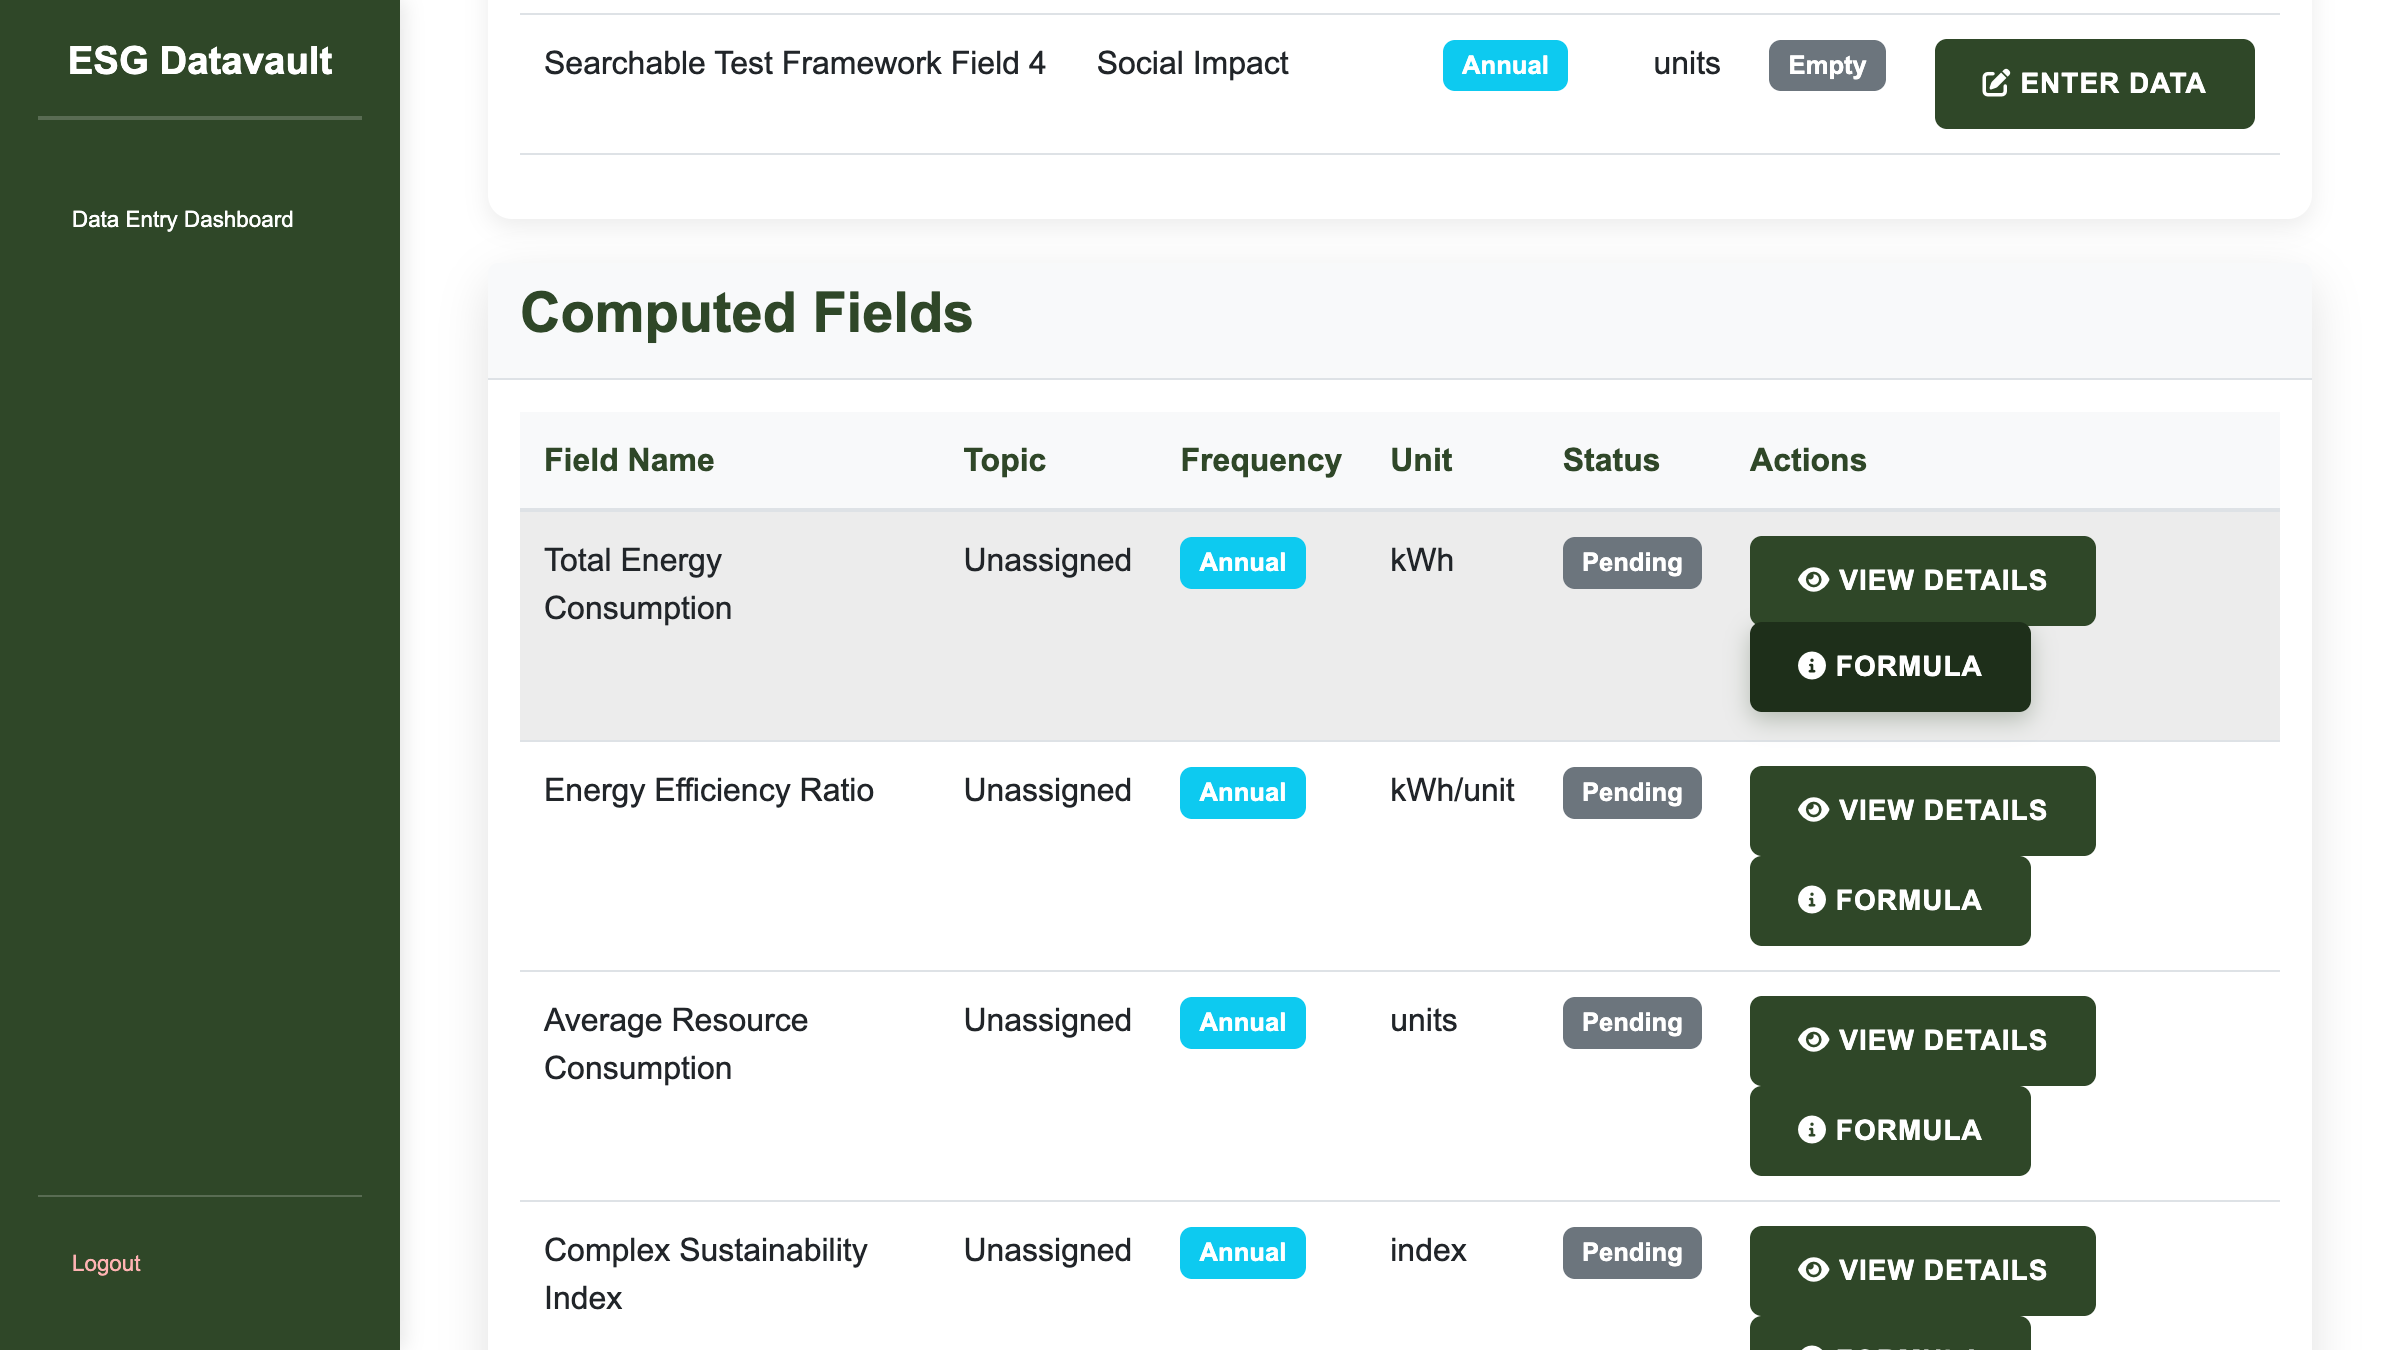 ESG Datavault
Data Entry Dashboard
Logout
Searchable Test Framework Field 4 Social Impact Annual units Empty ENTER DATA
Computed Fields
Field Name Topic Frequency Unit Status Actions
Total Energy Unassigned Annual kWh Pending VIEW DETAILS
Consumption
FORMULA
Energy Efficiency Ratio Unassigned Annual kWh/unit Pending VIEW DETAILS
FORMULA
Average Resource Unassigned Annual units Pending VIEW DETAILS
Consumption
FORMULA
Complex Sustainability Unassigned Annual index Pending VIEW DETAILS
Index